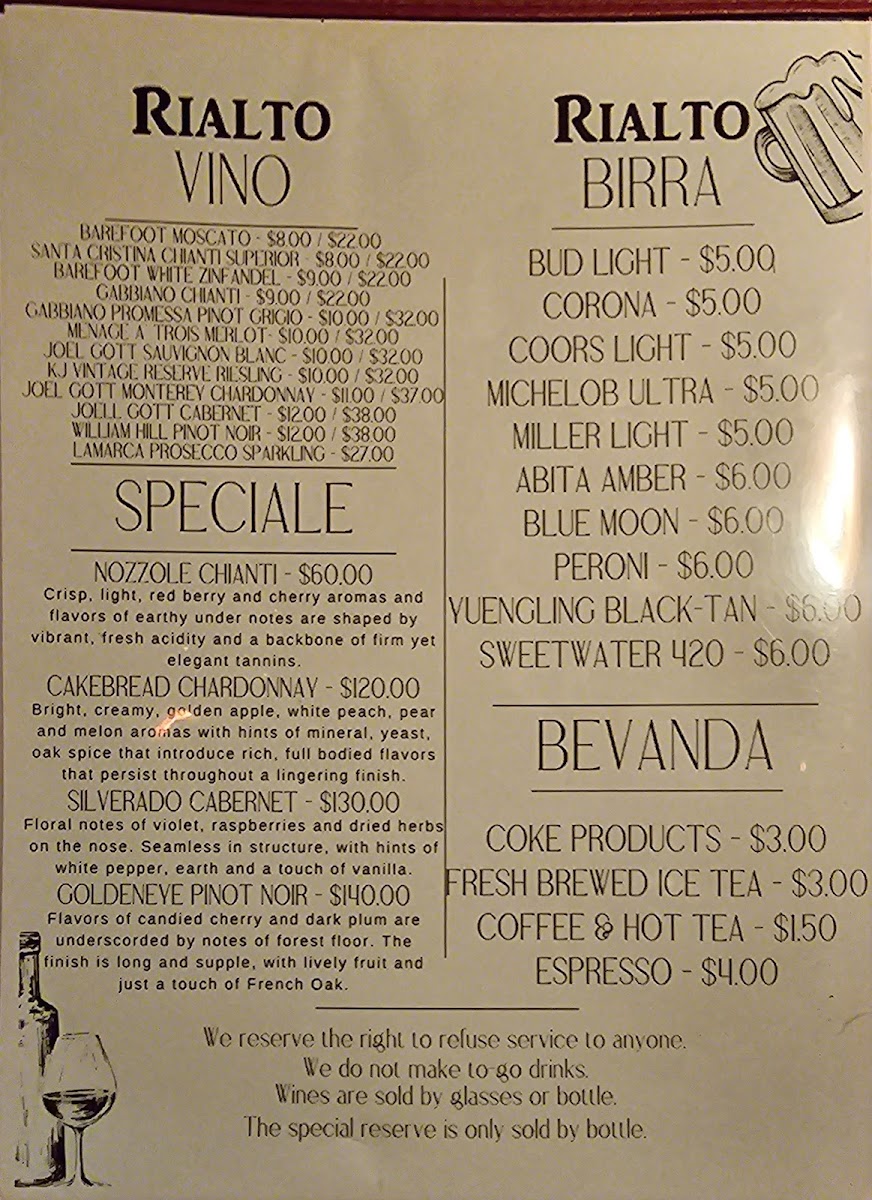 RIALTO
VINO
BAREFOOT MOSCATO - $8.00 / $22.00
SANTA CRISTINA CHIANTI SUPERIOR - $8.00 / $22.00
BAREFOOT WHITE ZINFANDEL - $9.00 / $22.00
GABBIANO CHIANTI - $9.00 / $22.00
GABBIANO PROMESSA PINOT GRIGIO - $10.00 / $32.00
MENAGE A TROIS MERLOT- $10.00 / $32.00
JOEL GOTT SAUVIGNON BLANC - $10.00 / $32.00
KJ VINTAGE RESERVE RIESLING - $10.00 / $32.00
JOEL GOTT MONTEREY CHARDONNAY - $11.00 / $37.00
JOELL GOTT CABERNET - $12.00 / $38.00
WILLIAM HILL PINOT NOIR - $12.00 / $38.00
LAMARCA PROSECCO SPARKLING - $27.00
SPECIALE
NOZZOLE CHIANTI - $60.00
Crisp, light, red berry and cherry aromas and
flavors of earthy under notes are shaped by
vibrant, fresh acidity and a backbone of firm yet
elegant tannins.
CAKEBREAD CHARDONNAY - $120.00
Bright, creamy, golden apple, white peach, pear
and melon aromas with hints of mineral, yeast,
oak spice that introduce rich, full bodied flavors
that persist throughout a lingering finish.
SILVERADO CABERNET - $130.00
Floral notes of violet, raspberries and dried herbs
on the nose. Seamless in structure, with hints of
white pepper, earth and a touch of vanilla.
GOLDENEYE PINOT NOIR - $140.00
Flavors of candied cherry and dark plum are
underscorded by notes of forest floor. The
finish is long and supple, with lively fruit and
just a touch of French Oak.
RIALTO
BIRRA
BUD LIGHT - $5.00
CORONA - $5.00
COORS LIGHT - $5.00
MICHELOB ULTRA - $5.00
MILLER LIGHT - $5.00
ABITA AMBER - $6.00
BLUE MOON - $6.00
PERONI - $6.00
YUENGLING BLACK-TAN - $6.00
SWEETWATER 420 - $6.00
BEVANDA
COKE PRODUCTS - $3.00
FRESH BREWED ICE TEA - $3.00
COFFEE & HOT TEA - $1.50
ESPRESSO - $4.00
We reserve the right to refuse service to anyone.
We do not make to-go drinks.
Wines are sold by glasses or bottle.
The special reserve is only sold by bottle.